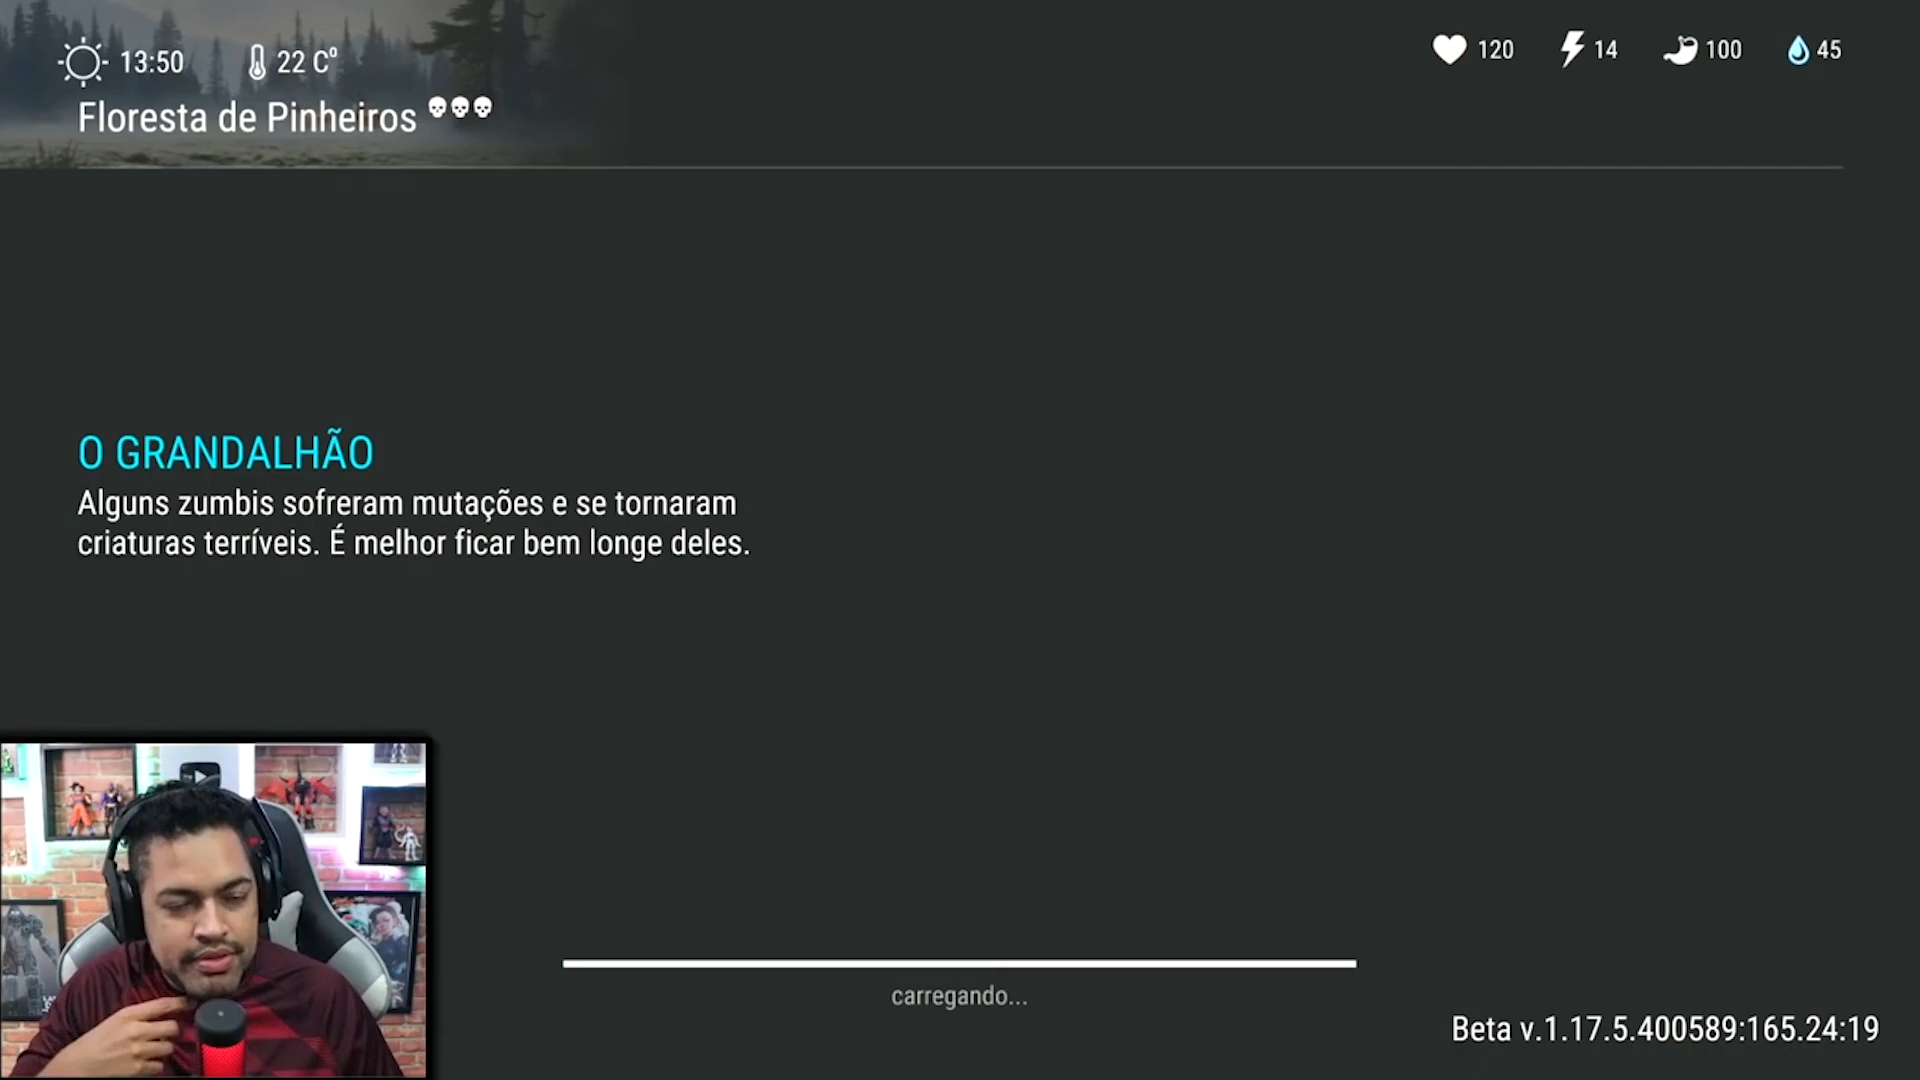 13:50
22 C°
120
14
100
45
Floresta de Pinheiros
O GRANDALHÃO
Alguns zumbis sofreram mutações e se tornaram
criaturas terríveis. É melhor ficar bem longe deles.
carregando...
Beta v.1.17.5.400589:165.24:19